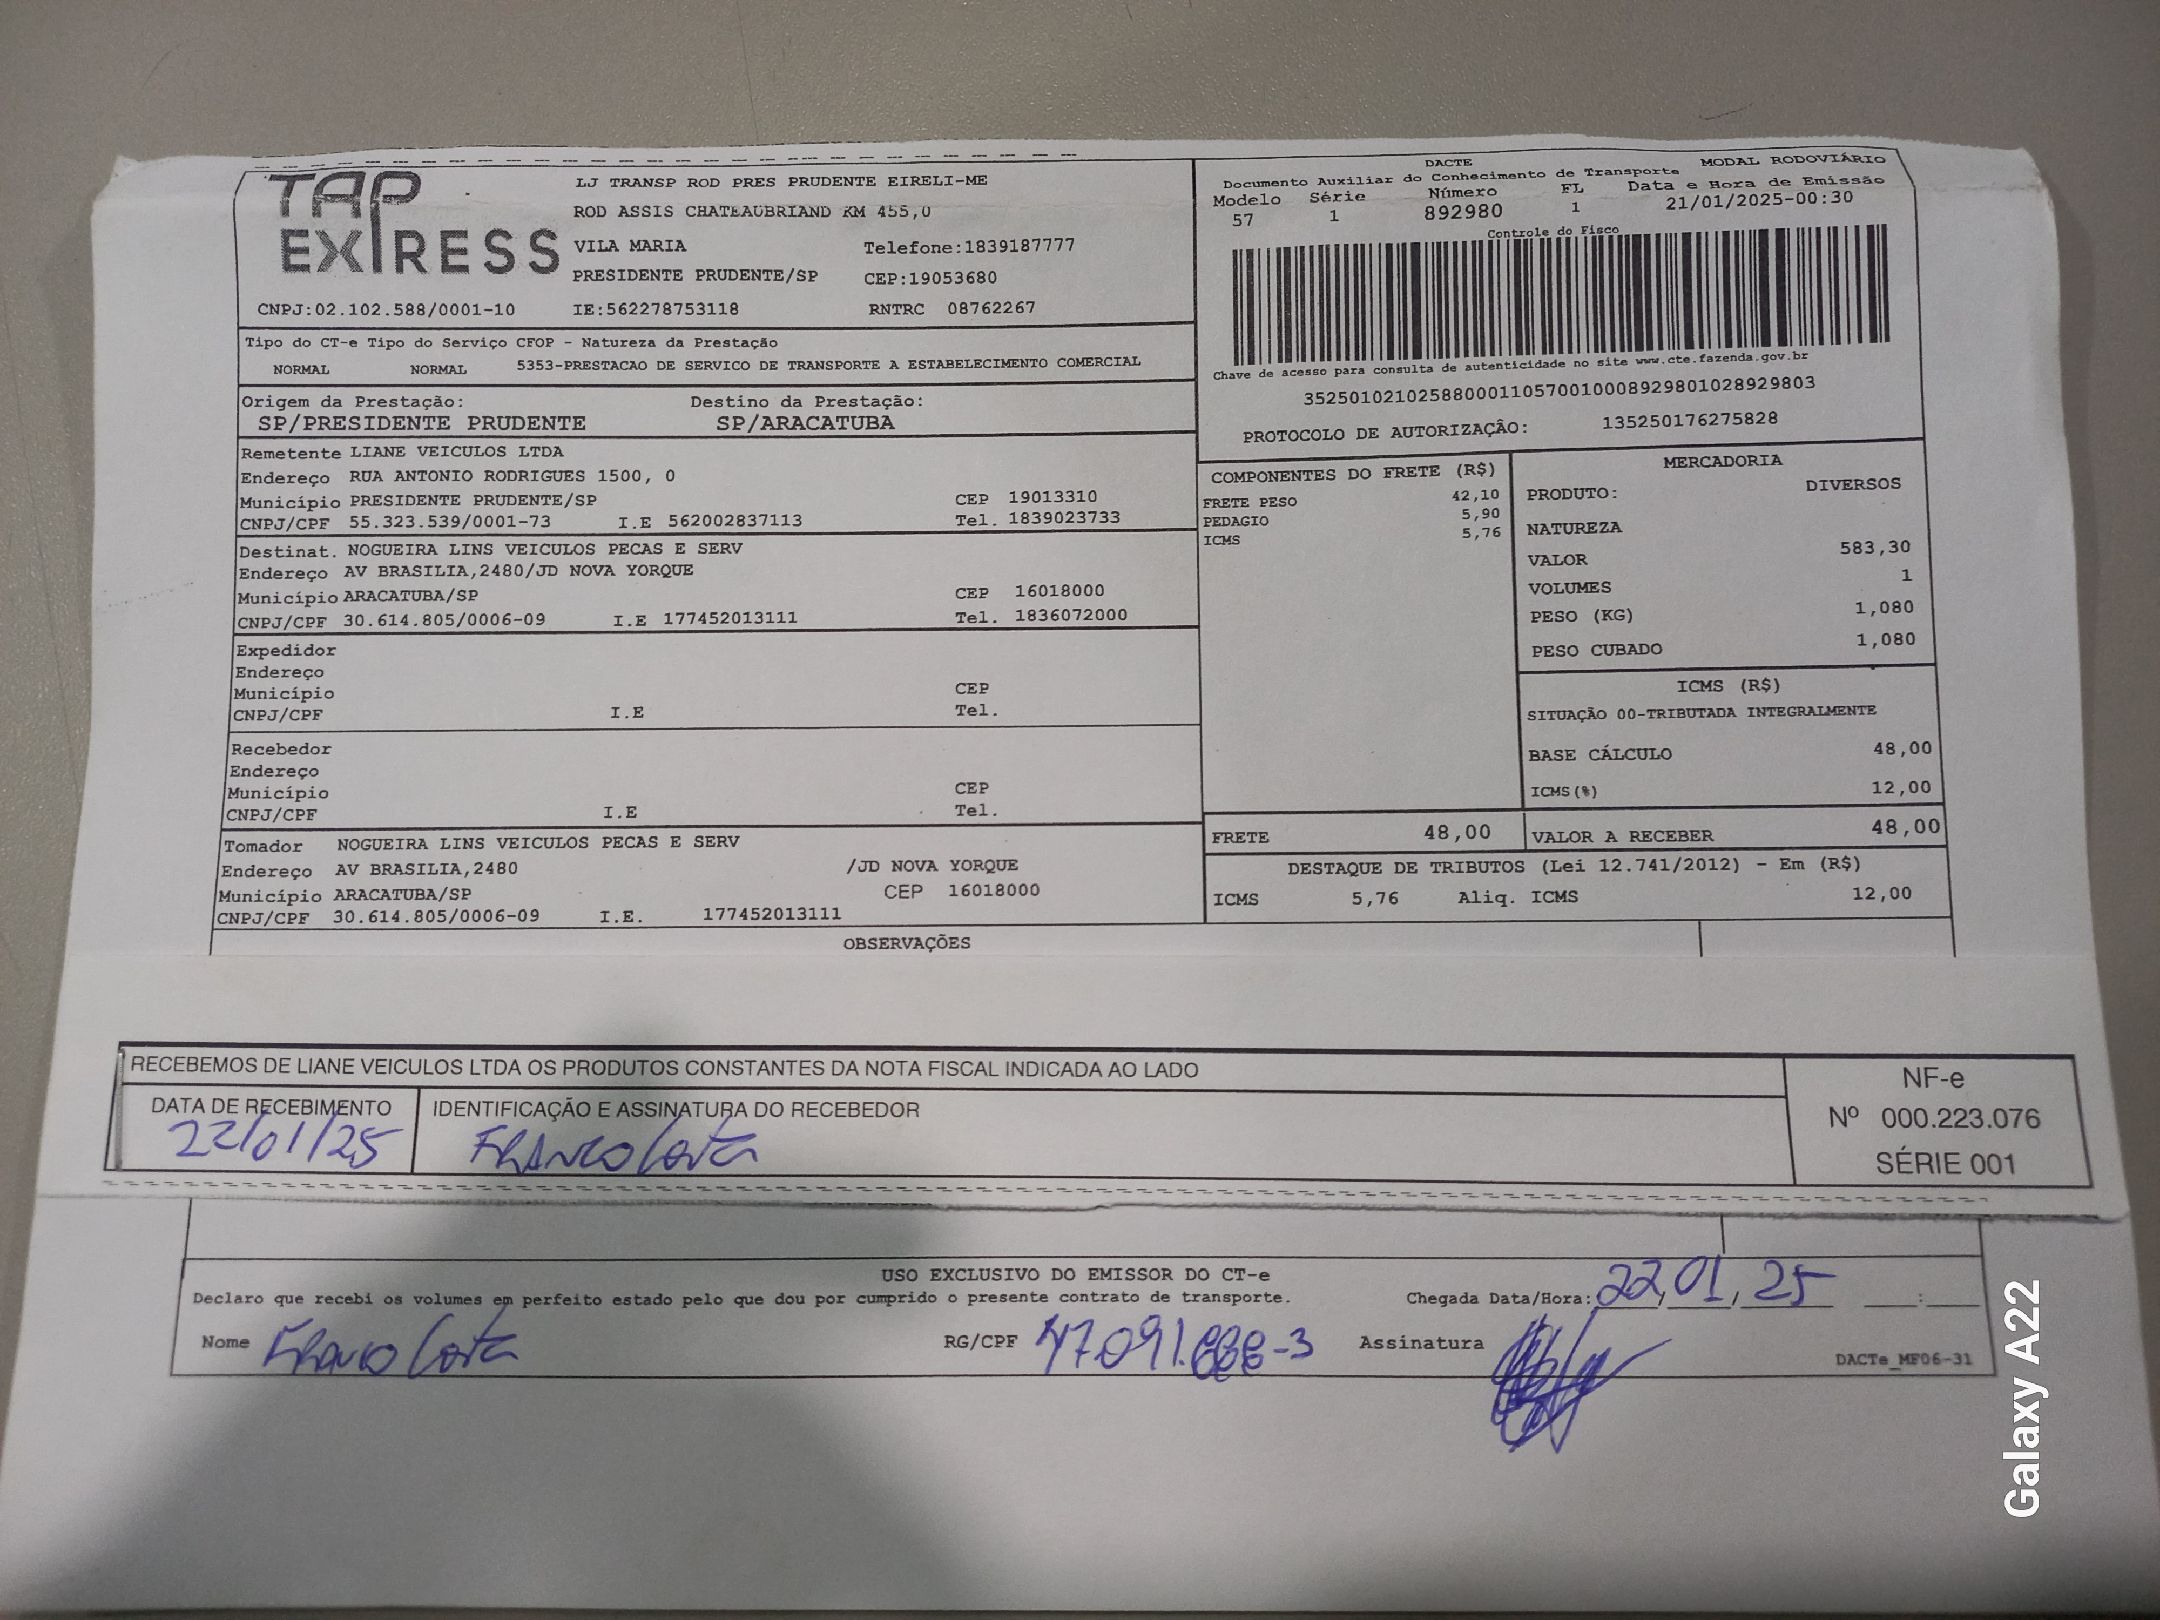 TAP EXPRESS
LJ TRANSP ROD PRES PRUDENTE EIRELI-ME
ROD ASSIS CHATEAUBRIAND KM 455,0
VILA MARIA Telefone:1839187777
PRESIDENTE PRUDENTE/SP CEP:19053680
CNPJ:02.102.588/0001-10 IE:562278753118 RNTRC 08762267
DACTE MODAL RODOVIÁRIO
Documento Auxiliar do Conhecimento de Transporte
Modelo Série Número FL Data e Hora de Emissão
57 1 892980 1 21/01/2025-00:30
Controle do Fisco
Chave de acesso para consulta de autenticidade no site www.cte.fazenda.gov.br
35250102102588000110570010008929801028929803
PROTOCOLO DE AUTORIZAÇÃO: 135250176275828
Tipo do CT-e Tipo do Serviço CFOP - Natureza da Prestação
NORMAL NORMAL 5353-PRESTACAO DE SERVICO DE TRANSPORTE A ESTABELECIMENTO COMERCIAL
Origem da Prestação: Destino da Prestação:
SP/PRESIDENTE PRUDENTE SP/ARACATUBA
Remetente LIANE VEICULOS LTDA
Endereço RUA ANTONIO RODRIGUES 1500, 0
Município PRESIDENTE PRUDENTE/SP CEP 19013310
CNPJ/CPF 55.323.539/0001-73 I.E 562002837113 Tel. 1839023733
Destinat. NOGUEIRA LINS VEICULOS PECAS E SERV
Endereço AV BRASILIA,2480/JD NOVA YORQUE
Município ARACATUBA/SP CEP 16018000
CNPJ/CPF 30.614.805/0006-09 I.E 177452013111 Tel. 1836072000
Expedidor
Endereço
Município CEP
CNPJ/CPF I.E Tel.
Recebedor
Endereço
Município CEP
CNPJ/CPF I.E Tel.
Tomador NOGUEIRA LINS VEICULOS PECAS E SERV
Endereço AV BRASILIA,2480 /JD NOVA YORQUE
Município ARACATUBA/SP CEP 16018000
CNPJ/CPF 30.614.805/0006-09 I.E. 177452013111
COMPONENTES DO FRETE (R$)
FRETE PESO 42,10
PEDAGIO 5,90
ICMS 5,76
MERCADORIA
PRODUTO: DIVERSOS
NATUREZA
VALOR 583,30
VOLUMES 1
PESO (KG) 1,080
PESO CUBADO 1,080
ICMS (R$)
SITUAÇÃO 00-TRIBUTADA INTEGRALMENTE
BASE CÁLCULO 48,00
ICMS(%) 12,00
FRETE 48,00 VALOR A RECEBER 48,00
DESTAQUE DE TRIBUTOS (Lei 12.741/2012) - Em (R$)
ICMS 5,76 Aliq. ICMS 12,00
OBSERVAÇÕES
RECEBEMOS DE LIANE VEICULOS LTDA OS PRODUTOS CONSTANTES DA NOTA FISCAL INDICADA AO LADO
DATA DE RECEBIMENTO IDENTIFICAÇÃO E ASSINATURA DO RECEBEDOR
22/01/25 FRANCO
NF-e
Nº 000.223.076
SÉRIE 001
USO EXCLUSIVO DO EMISSOR DO CT-e
Declaro que recebi os volumes em perfeito estado pelo que dou por cumprido o presente contrato de transporte. Chegada Data/Hora: 22,01,25 :
Nome FRANCO RG/CPF Assinatura
DACTe_MF06-31
Galaxy A22